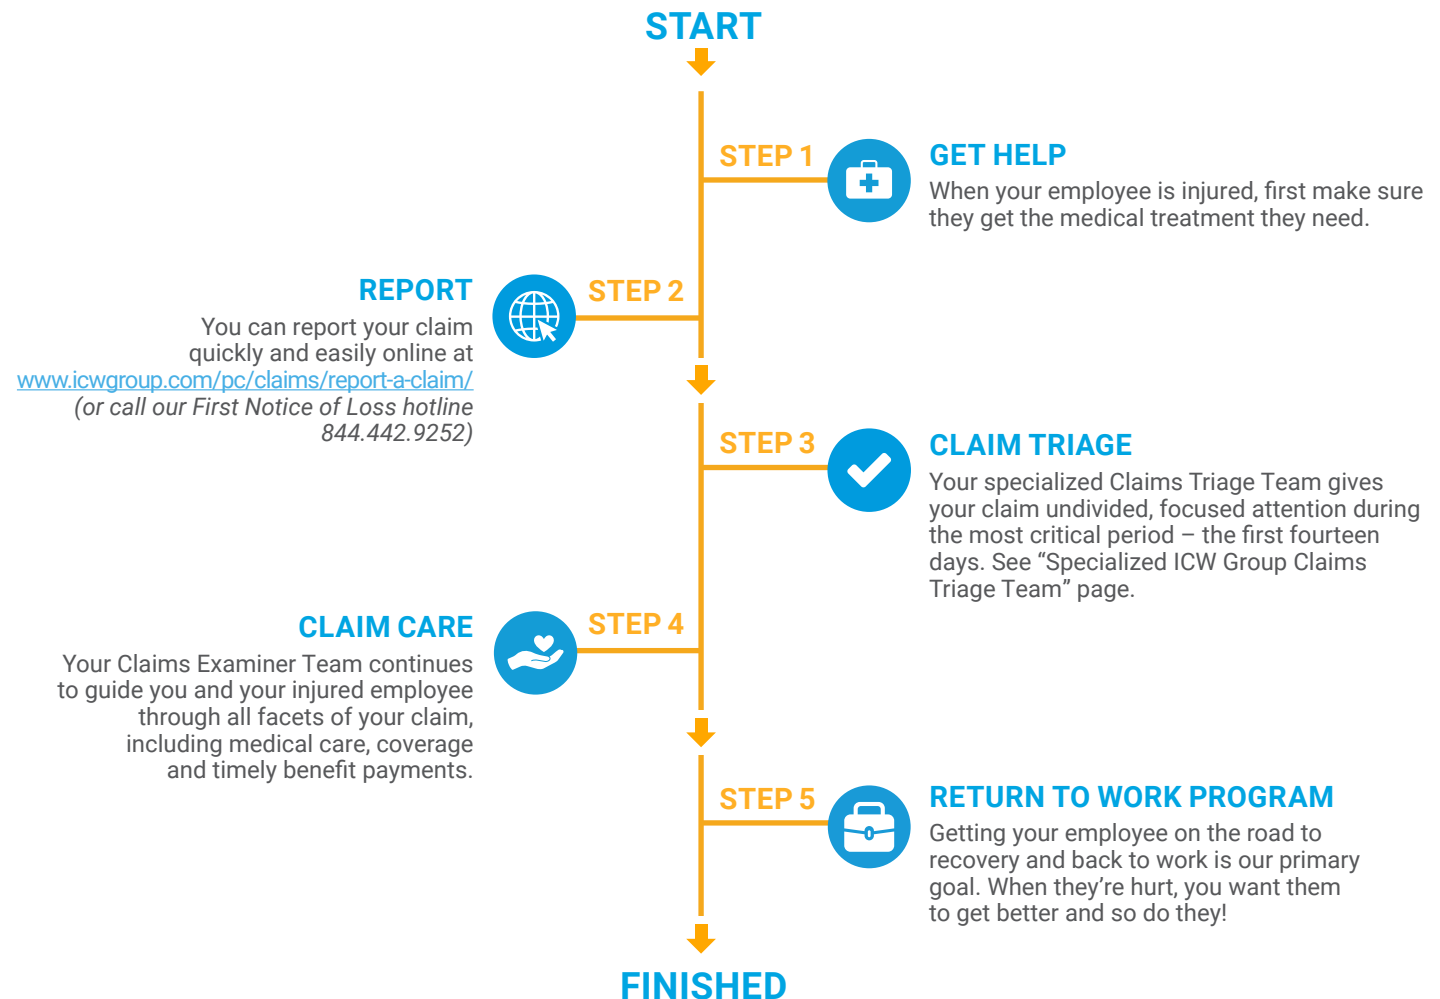 START
STEP 1
GET HELP
When your employee is injured, first make sure
they get the medical treatment they need.
REPORT
STEP 2
You can report your claim
quickly and easily online at
www.icwgroup.com/pc/claims/report-a-claim/
(or call our First Notice of Loss hotline
844.442.9252)
STEP 3
CLAIM TRIAGE
Your specialized Claims Triage Team gives
your claim undivided, focused attention during
the most critical period – the first fourteen
days. See “Specialized ICW Group Claims
Triage Team” page.
CLAIM CARE
STEP 4
Your Claims Examiner Team continues
to guide you and your injured employee
through all facets of your claim,
including medical care, coverage
and timely benefit payments.
STEP 5
RETURN TO WORK PROGRAM
Getting your employee on the road to
recovery and back to work is our primary
goal. When they’re hurt, you want them
to get better and so do they!
FINISHED